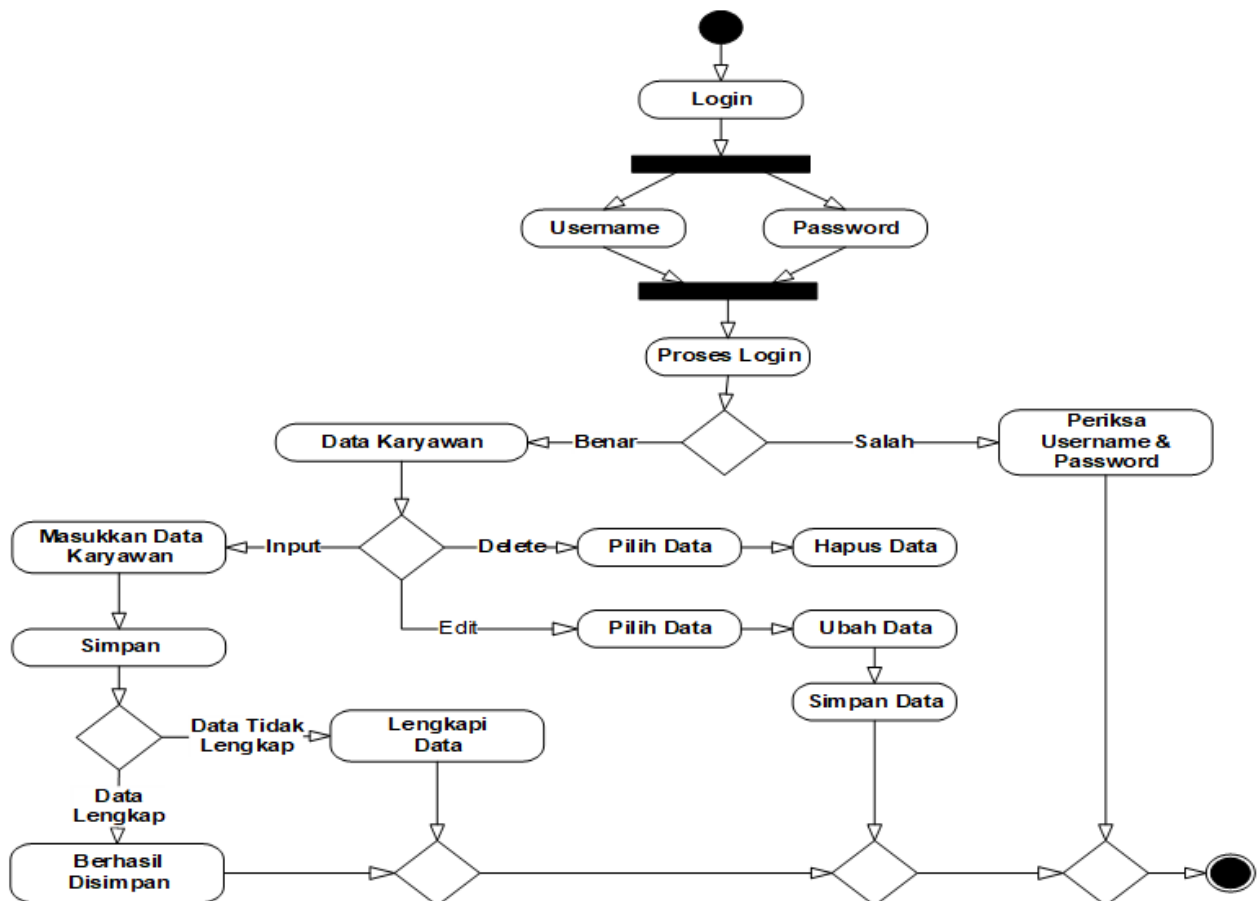 Login
Username
Password
Proses Login
Data Karyawan
Benar
Salah
Periksa
Username &
Password
Masukkan Data
Karyawan
Input
Delete
Pilih Data
Hapus Data
Simpan
Edit
Pilih Data
Ubah Data
Simpan Data
Data Tidak
Lengkap
Lengkapi
Data
Data
Lengkap
Berhasil
Disimpan